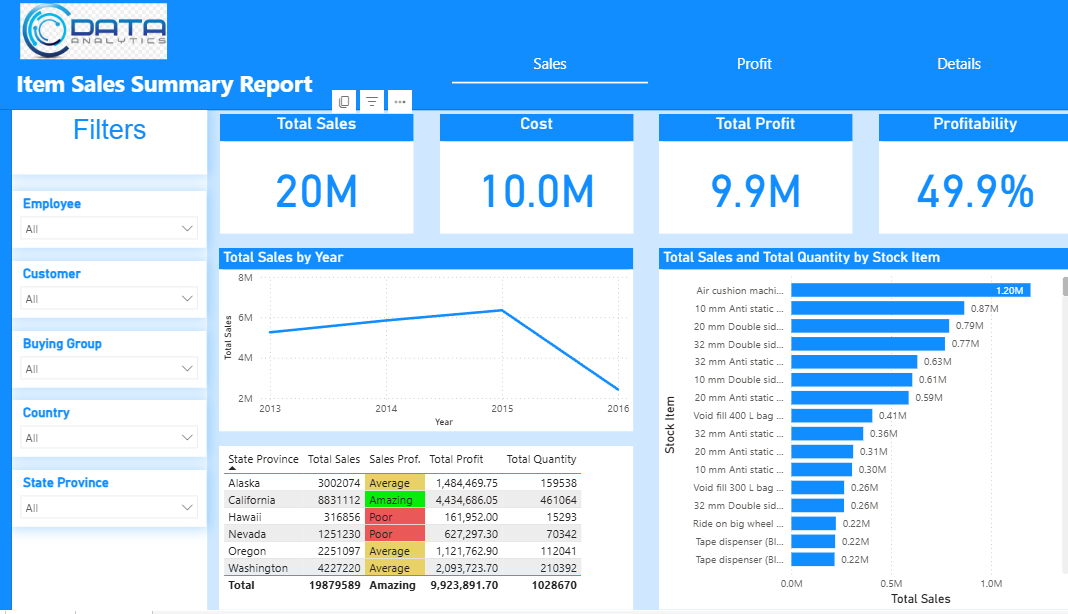 DATA
ANALYTICS
Item Sales Summary Report
Sales
Profit
Details
Filters
Employee
All
Customer
All
Buying Group
All
Country
All
State Province
All
Total Sales
20M
Cost
10.0M
Total Profit
9.9M
Profitability
49.9%
Total Sales by Year
8M
6M
4M
2M
Total Sales
2013 2014 2015 2016
Year
State Province Total Sales Sales Prof. Total Profit Total Quantity
Alaska 3002074 Average 1,484,469.75 159538
California 8831112 Amazing 4,434,686.05 461064
Hawaii 316856 Poor 161,952.00 15293
Nevada 1251230 Poor 627,297.30 70342
Oregon 2251097 Average 1,121,762.90 112041
Washington 4227220 Average 2,093,723.70 210392
Total 19879589 Amazing 9,923,891.70 1028670
Total Sales and Total Quantity by Stock Item
Stock Item
Air cushion machi... 1.20M
10 mm Anti static ... 0.87M
20 mm Double sid... 0.79M
32 mm Double sid... 0.77M
32 mm Anti static ... 0.63M
10 mm Double sid... 0.61M
20 mm Anti static ... 0.59M
Void fill 400 L bag ... 0.41M
32 mm Anti static ... 0.36M
20 mm Anti static ... 0.31M
10 mm Anti static ... 0.30M
Void fill 300 L bag ... 0.26M
32 mm Double sid... 0.26M
Ride on big wheel ... 0.22M
Tape dispenser (Bl... 0.22M
Tape dispenser (Bl... 0.22M
0.0M 0.5M 1.0M
Total Sales